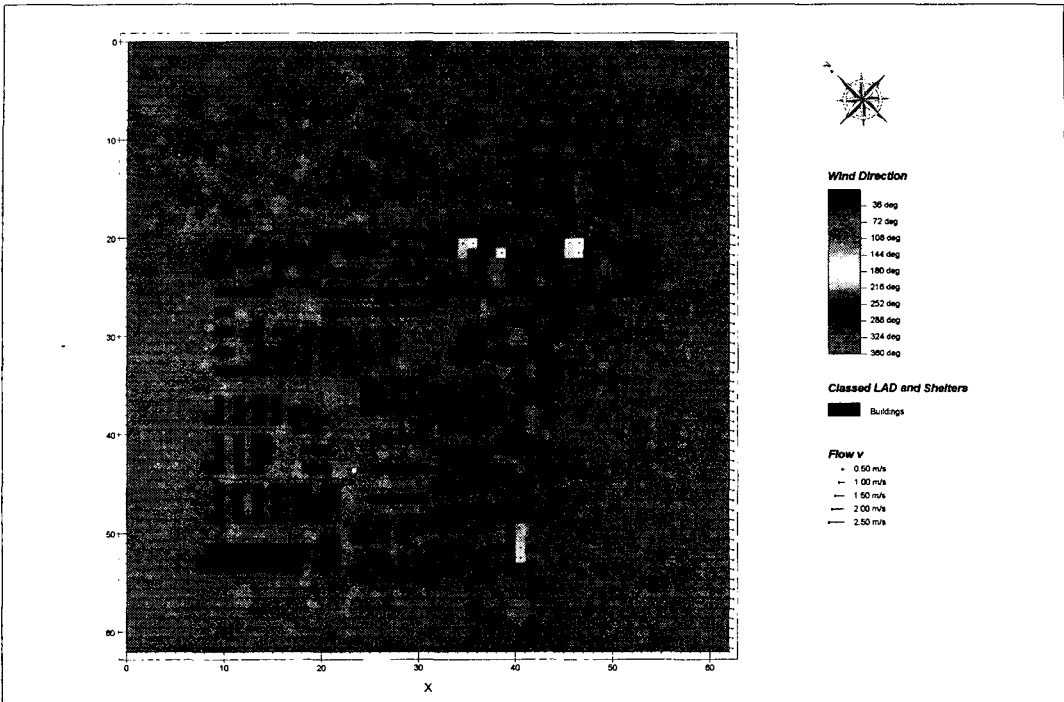 0
10
20
30
40
50
60
0 10 20 30 40 50 60
X
Wind Direction
36 deg
72 deg
108 deg
144 deg
180 deg
216 deg
252 deg
288 deg
324 deg
360 deg
Classed LAD and Shelters
Buildings
Flow v
0.50 m/s
1 00 m/s
1 50 m/s
2 00 m/s
2.50 m/s